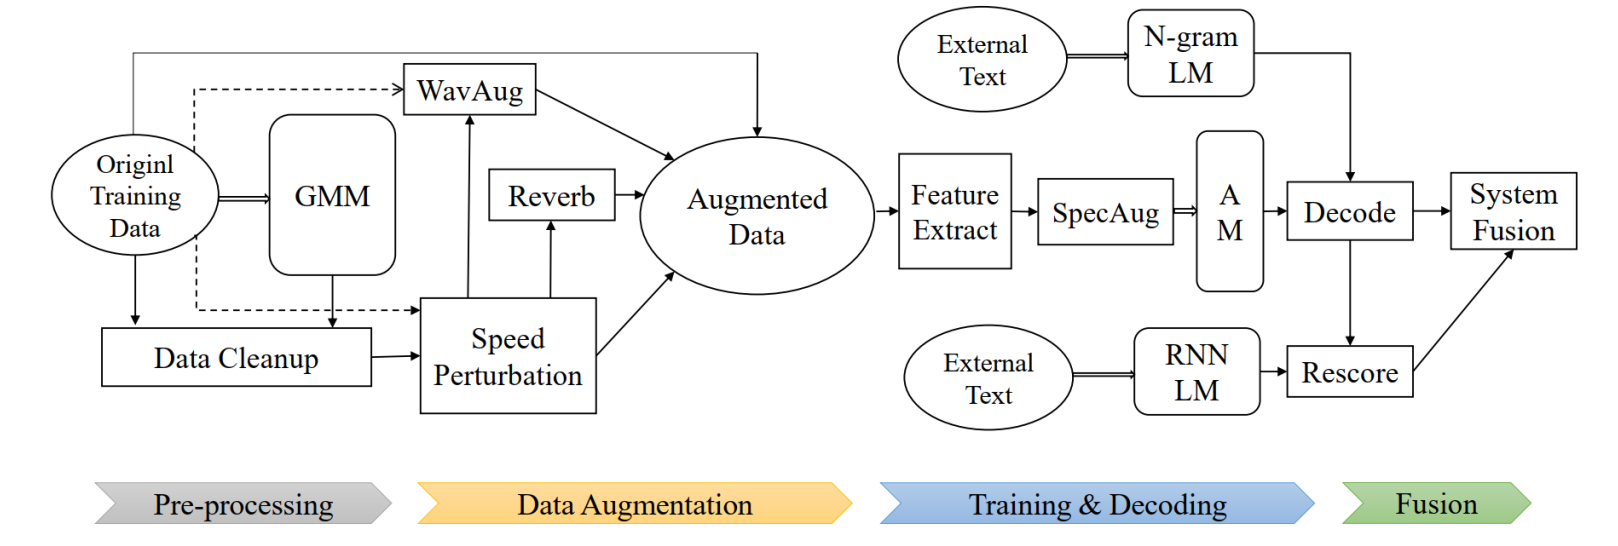 Originl
Training
Data
GMM
Data Cleanup
WavAug
Reverb
Speed
Perturbation
Augmented
Data
External
Text
N-gram
LM
Feature
Extract
SpecAug
A
M
Decode
System
Fusion
External
Text
RNN
LM
Rescore
Pre-processing
Data Augmentation
Training & Decoding
Fusion